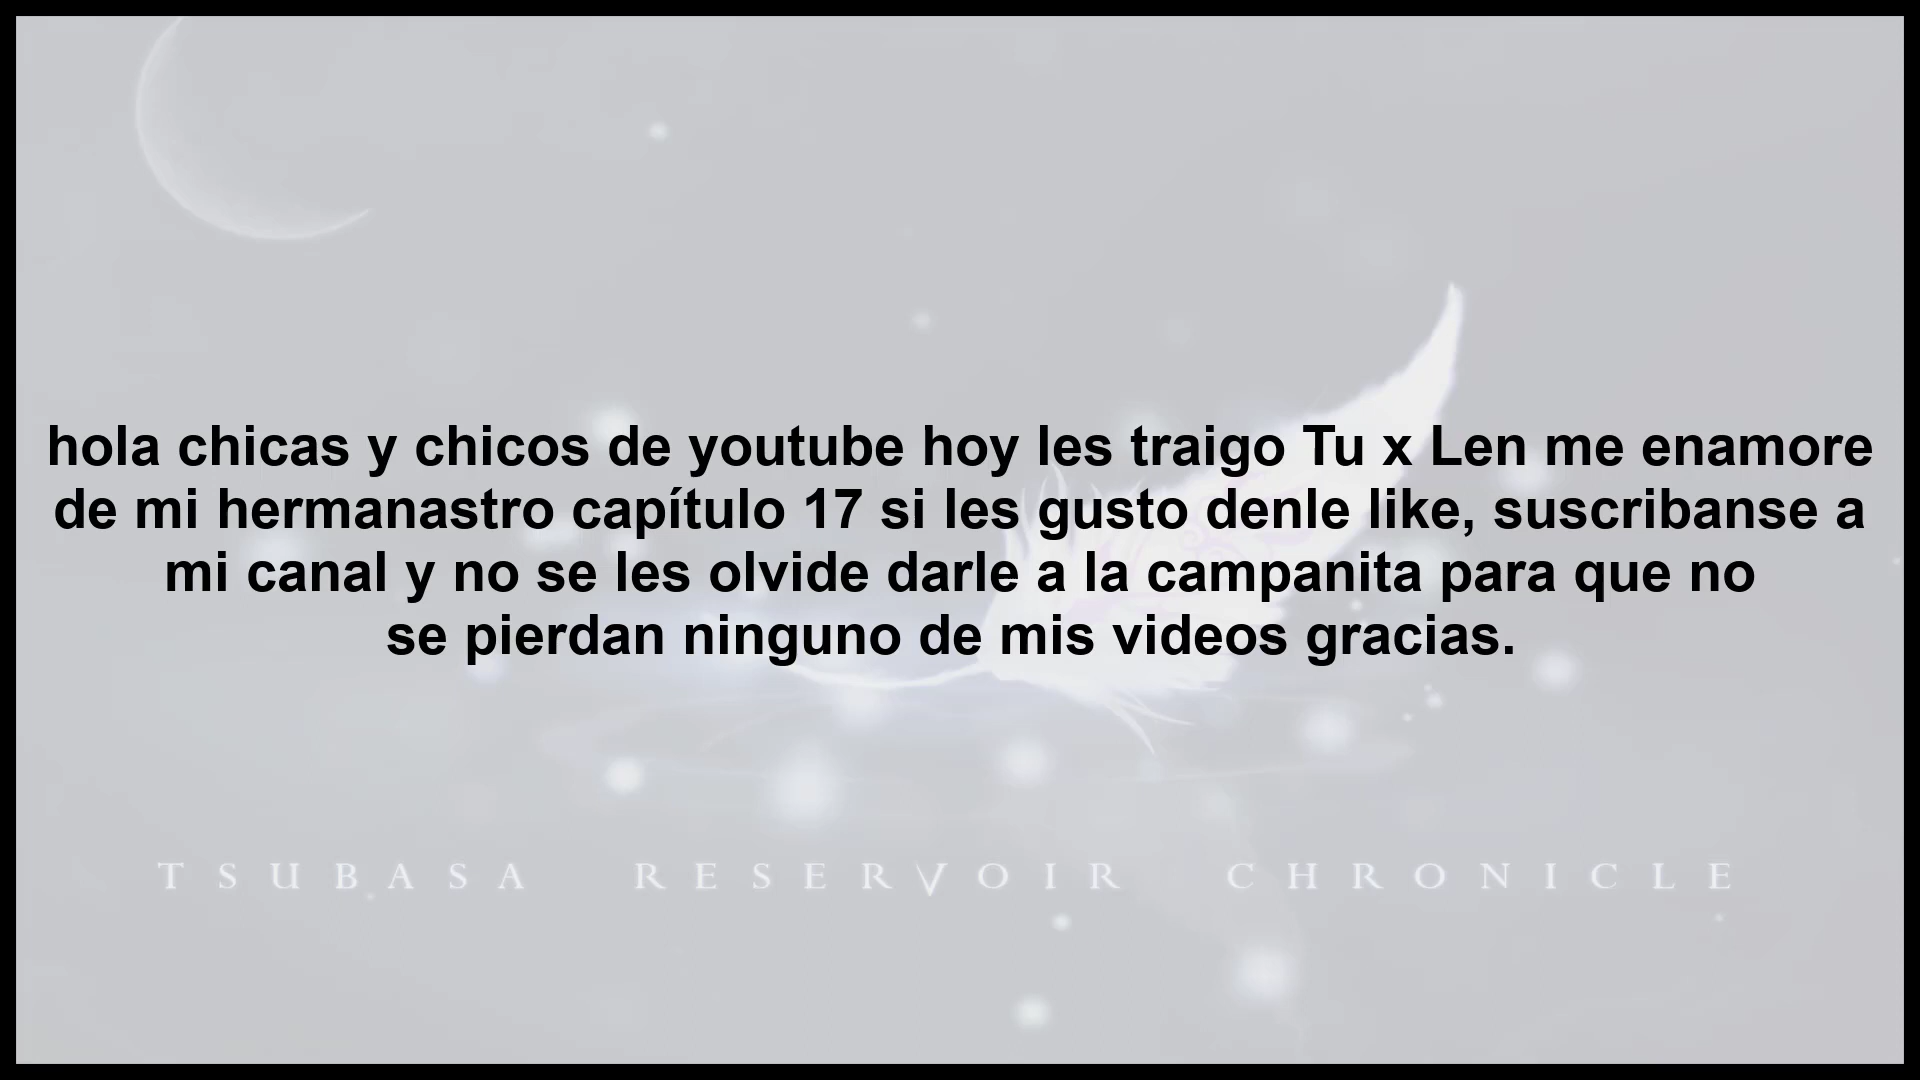 hola chicas y chicos de youtube hoy les traigo Tu x Len me enamore
de mi hermanastro capítulo 17 si les gusto denle like, suscribanse a
mi canal y no se les olvide darle a la campanita para que no
se pierdan ninguno de mis videos gracias.
TSUBASA RESERVOIR CHRONICLE